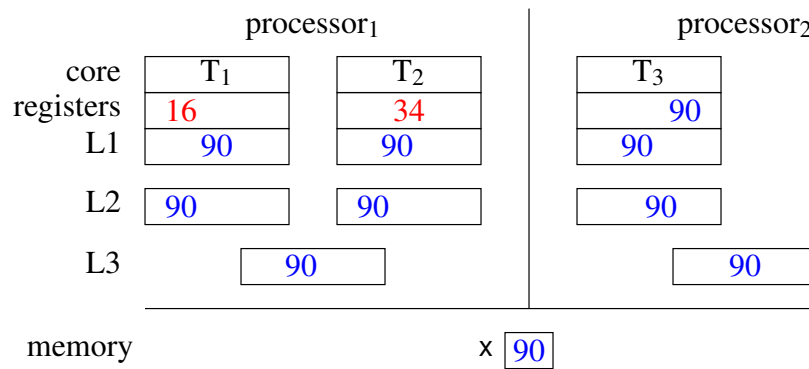 processor₁ processor₂
core T₁ T₂ T₃
registers 16 34 90
L1 90 90 90
L2 90 90 90
L3 90 90
memory x 90